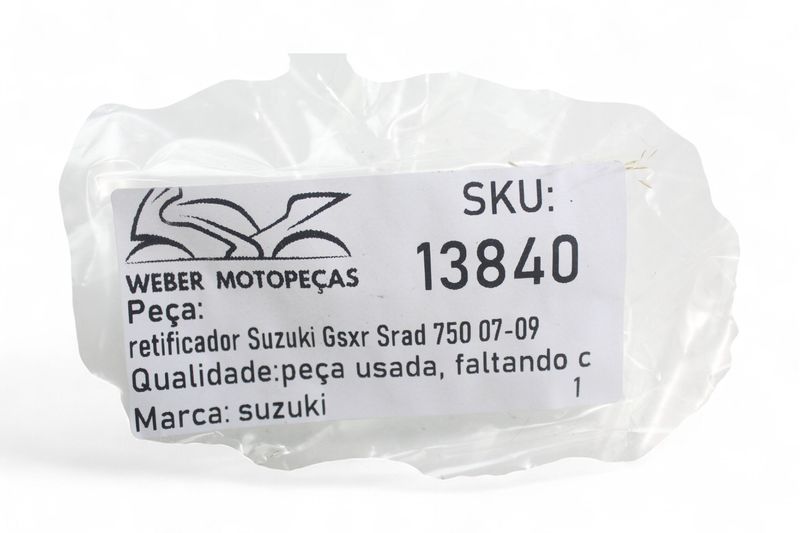 SKU:
13840
WEBER MOTOPEÇAS
Peça:
retificador Suzuki Gsxr Srad 750 07-09
Qualidade:peça usada, faltando c
1
Marca: suzuki